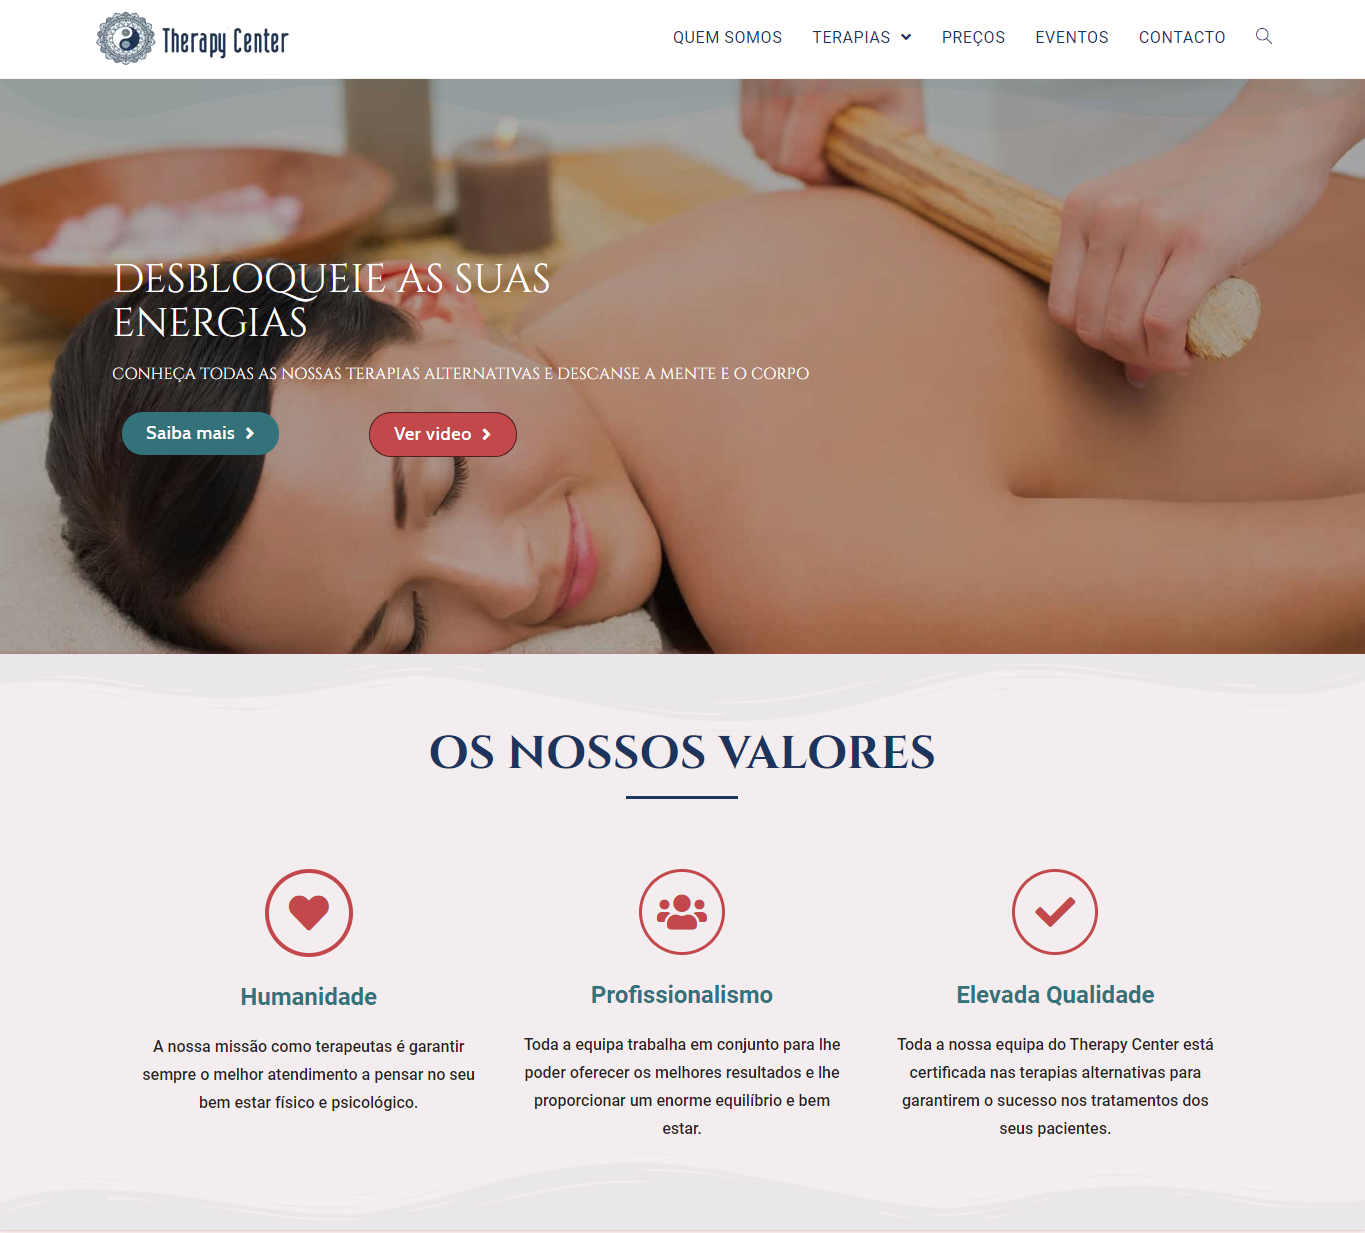 Therapy Center
QUEM SOMOS
TERAPIAS
PREÇOS
EVENTOS
CONTACTO
DESBLOQUEIE AS SUAS
ENERGIAS
CONHEÇA TODAS AS NOSSAS TERAPIAS ALTERNATIVAS E DESCANSE A MENTE E O CORPO
Saiba mais
Ver video
OS NOSSOS VALORES
Humanidade
A nossa missão como terapeutas é garantir
sempre o melhor atendimento a pensar no seu
bem estar físico e psicológico.
Profissionalismo
Toda a equipa trabalha em conjunto para lhe
poder oferecer os melhores resultados e lhe
proporcionar um enorme equilíbrio e bem
estar.
Elevada Qualidade
Toda a nossa equipa do Therapy Center está
certificada nas terapias alternativas para
garantirem o sucesso nos tratamentos dos
seus pacientes.